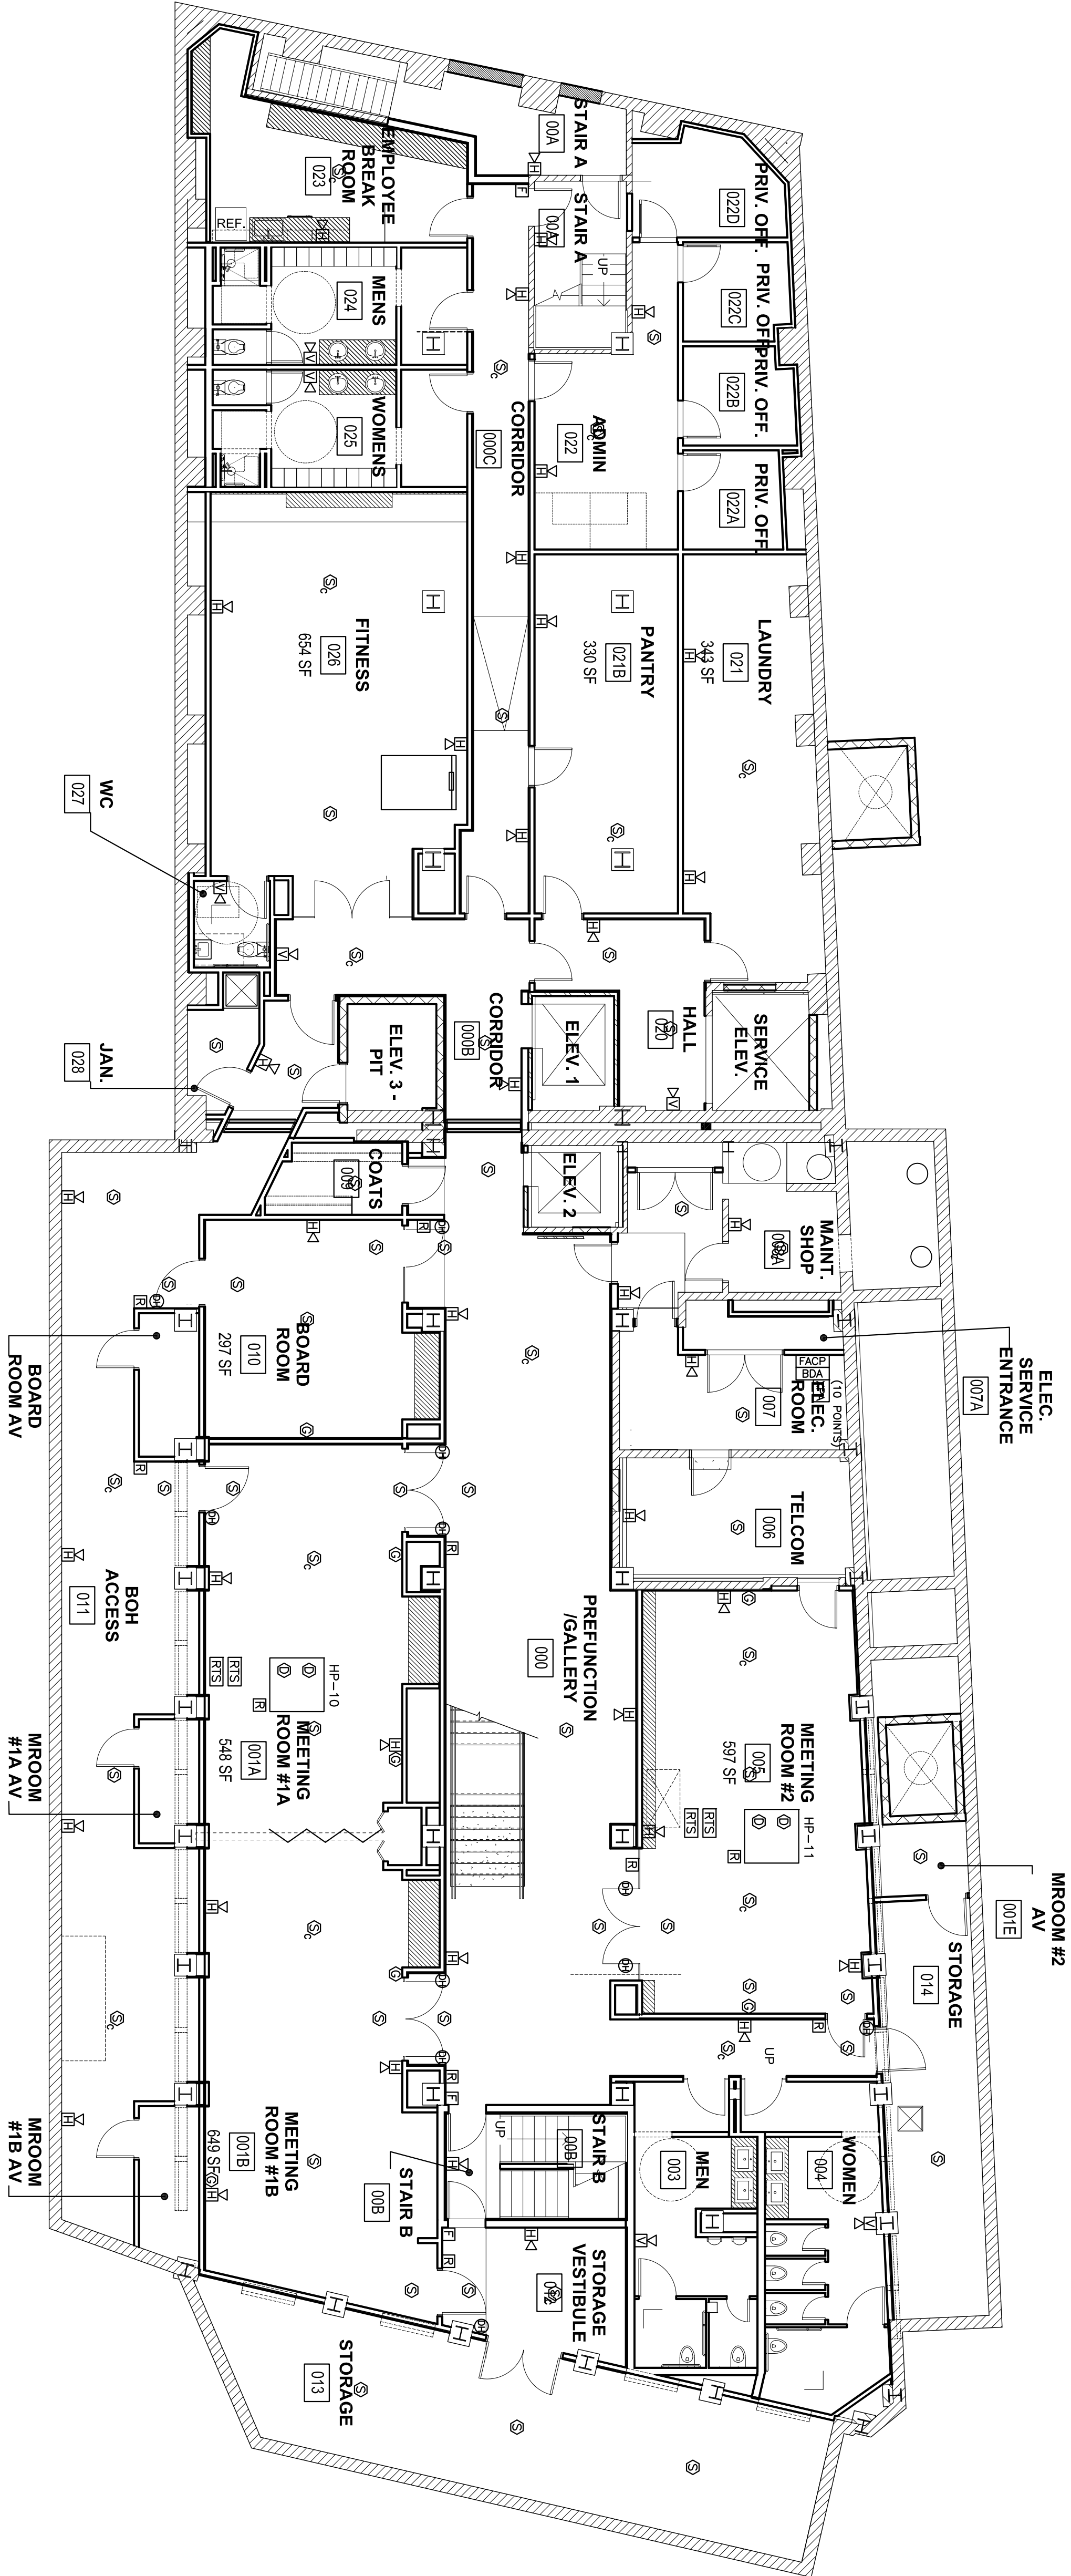 STAIR A
00A
STAIR A
00A
UP
EMPLOYEE
BREAK
ROOM
023
REF.
PRIV. OFF.
022D
PRIV. OFF.
022C
PRIV. OFF.
022B
PRIV. OFF.
022A
MENS
024
WOMENS
025
CORRIDOR
000C
ADMIN
022
FITNESS
026
654 SF
PANTRY
021B
330 SF
LAUNDRY
021
343 SF
WC
027
JAN.
028
ELEV. 3 -
PIT
CORRIDOR
000B
ELEV. 1
HALL
020
SERVICE
ELEV.
COATS
009
ELEV. 2
MAINT.
SHOP
008A
BOARD
ROOM
010
297 SF
BOARD
ROOM AV
ELEC.
SERVICE
ENTRANCE
007A
FACP
BDA
(10 POINTS)
ELEC.
ROOM
007
TELCOM
006
BOH
ACCESS
011
PREFUNCTION
/GALLERY
000
RTS
RTS
HP-10
MEETING
ROOM #1A
001A
548 SF
MROOM
#1A AV
MEETING
ROOM #2
005
597 SF
RTS
RTS
HP-11
MROOM #2
AV
001E
STORAGE
014
UP
MEETING
ROOM #1B
001B
649 SF
MROOM
#1B AV
STAIR B
00B
UP
STAIR B
00B
MEN
003
WOMEN
004
STORAGE
VESTIBULE
012
STORAGE
013